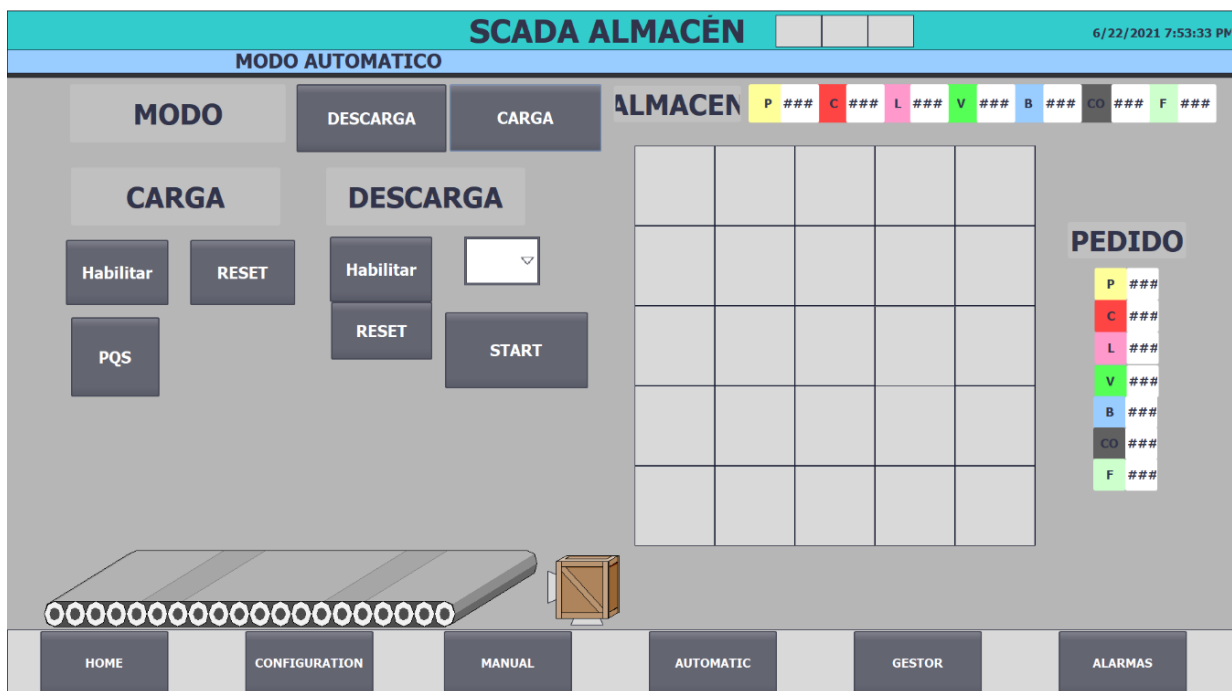 SCADA ALMACÉN
6/22/2021 7:53:33 PM
MODO AUTOMATICO
MODO
DESCARGA
CARGA
ALMACEN
P ### C ### L ### V ### B ### CO ### F ###
CARGA
DESCARGA
Habilitar
RESET
Habilitar
RESET
PQS
START
PEDIDO
P ###
C ###
L ###
V ###
B ###
CO ###
F ###
HOME
CONFIGURATION
MANUAL
AUTOMATIC
GESTOR
ALARMAS